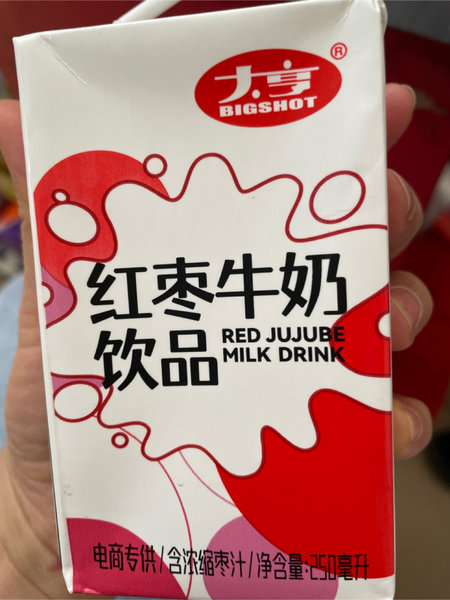 大亨®
BIGSHOT
红枣牛奶
饮品
RED JUJUBE
MILK DRINK
电商专供/含浓缩枣汁/净含量:250毫升